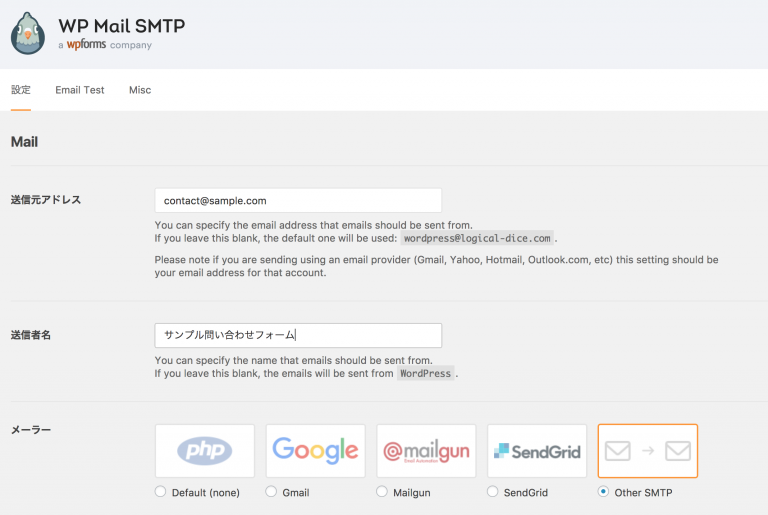 WP Mail SMTP
a wpforms company
設定 Email Test Misc
Mail
送信元アドレス
contact@sample.com
You can specify the email address that emails should be sent from.
If you leave this blank, the default one will be used: wordpress@logical-dice.com.
Please note if you are sending using an email provider (Gmail, Yahoo, Hotmail, Outlook.com, etc) this setting should be
your email address for that account.
送信者名
サンプル問い合わせフォーム
You can specify the name that emails should be sent from.
If you leave this blank, the emails will be sent from WordPress.
メーラー
php Google @mailgun SendGrid
Email Automation
Default (none) Gmail Mailgun SendGrid Other SMTP